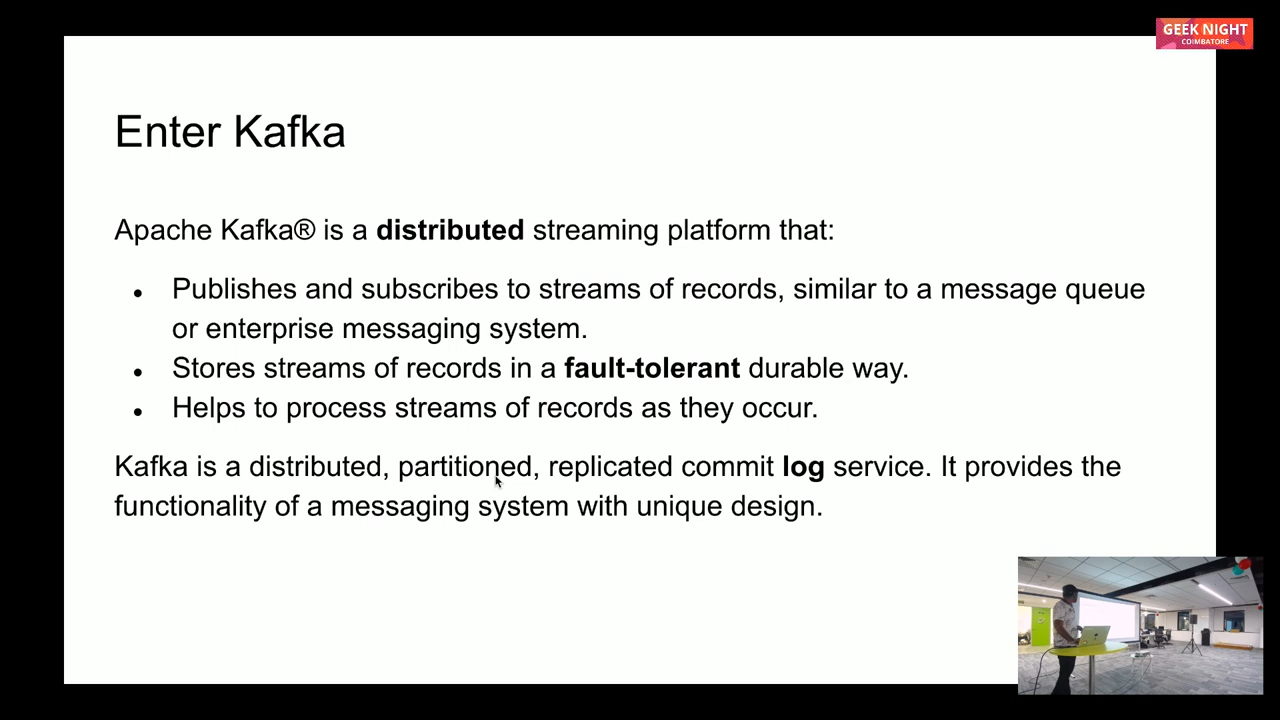 GEEK NIGHT
COIMBATORE
Enter Kafka
Apache Kafka® is a distributed streaming platform that:
● Publishes and subscribes to streams of records, similar to a message queue
or enterprise messaging system.
● Stores streams of records in a fault-tolerant durable way.
● Helps to process streams of records as they occur.
Kafka is a distributed, partitioned, replicated commit log service. It provides the
functionality of a messaging system with unique design.